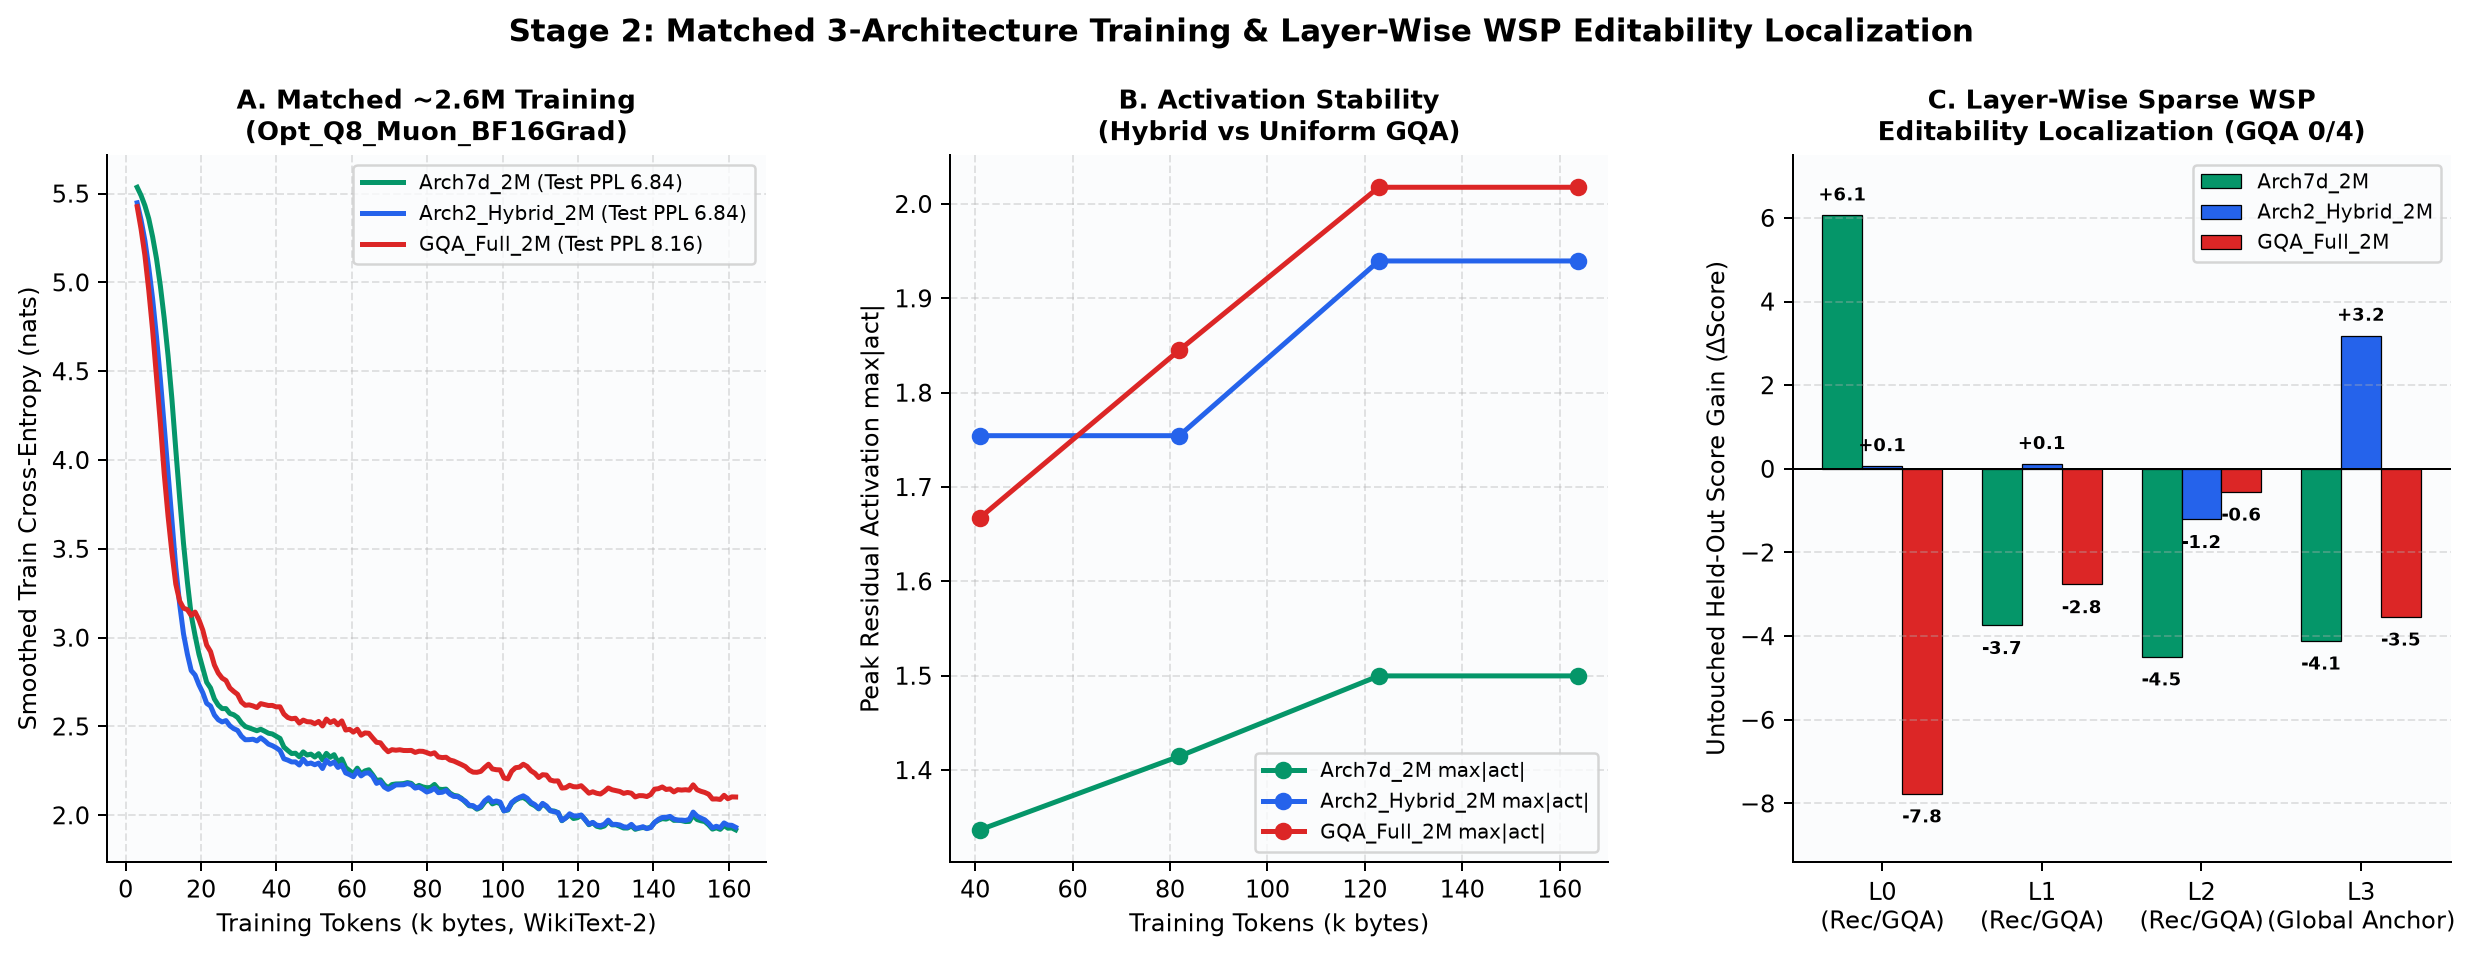 Stage 2: Matched 3-Architecture Training & Layer-Wise WSP Editability Localization
A. Matched ~2.6M Training
(Opt_Q8_Muon_BF16Grad)
Smoothed Train Cross-Entropy (nats)
5.5
5.0
4.5
4.0
3.5
3.0
2.5
2.0
Arch7d_2M (Test PPL 6.84)
Arch2_Hybrid_2M (Test PPL 6.84)
GQA_Full_2M (Test PPL 8.16)
0 20 40 60 80 100 120 140 160
Training Tokens (k bytes, WikiText-2)
B. Activation Stability
(Hybrid vs Uniform GQA)
Peak Residual Activation max|act|
2.0
1.9
1.8
1.7
1.6
1.5
1.4
Arch7d_2M max|act|
Arch2_Hybrid_2M max|act|
GQA_Full_2M max|act|
40 60 80 100 120 140 160
Training Tokens (k bytes)
C. Layer-Wise Sparse WSP
Editability Localization (GQA 0/4)
Untouched Held-Out Score Gain (ΔScore)
6
4
2
0
−2
−4
−6
−8
Arch7d_2M
Arch2_Hybrid_2M
GQA_Full_2M
+6.1
+0.1
-7.8
-3.7
+0.1
-2.8
-4.5
-1.2
-0.6
-4.1
+3.2
-3.5
L0
(Rec/GQA)
L1
(Rec/GQA)
L2
(Rec/GQA)
L3
(Global Anchor)